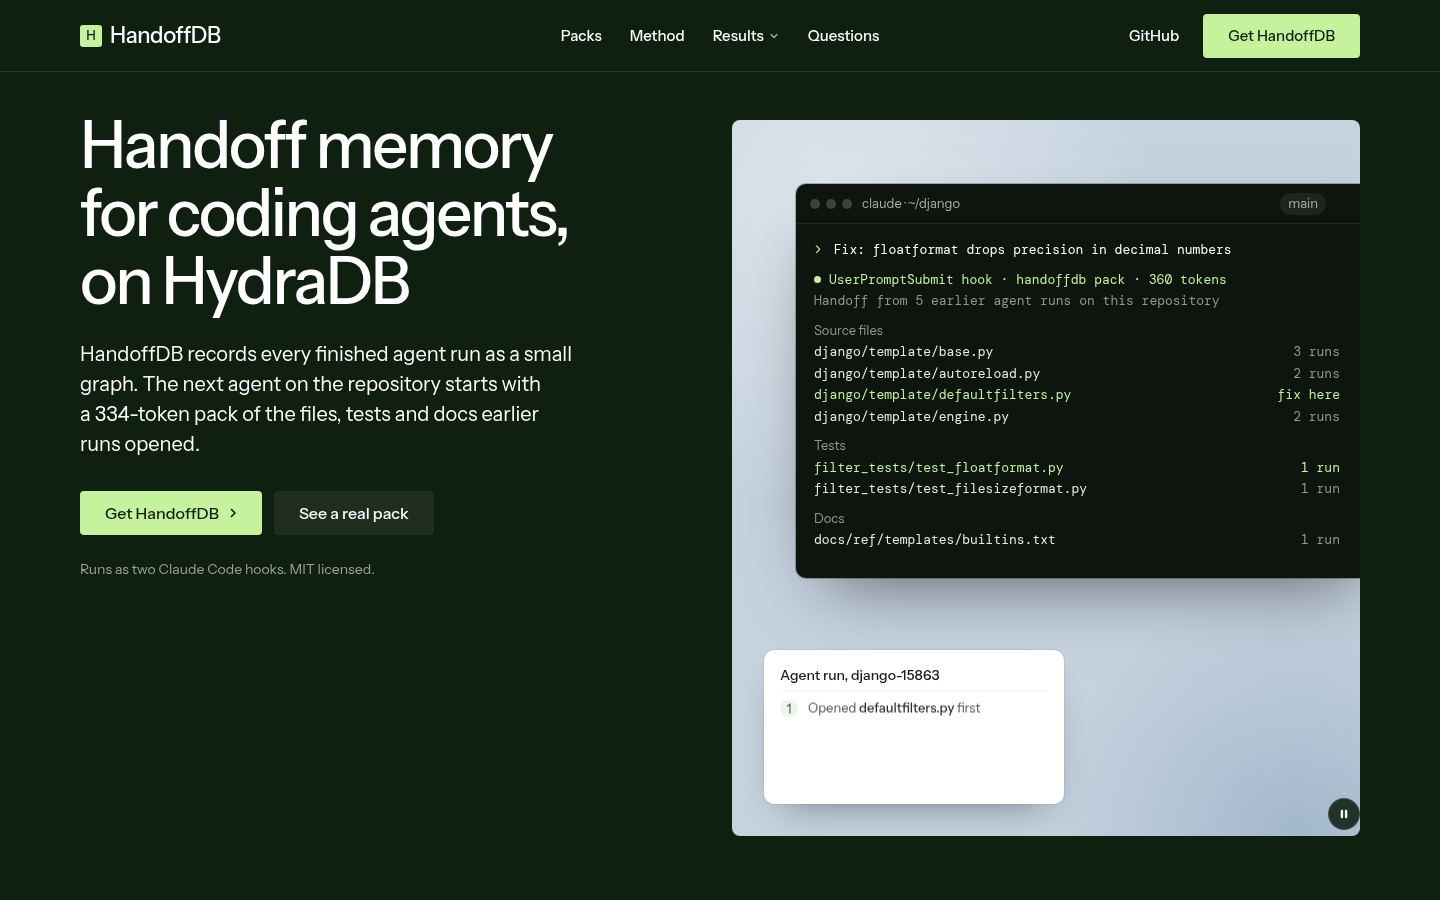 H HandoffDB
Packs Method Results Questions
GitHub Get HandoffDB
Handoff memory
for coding agents,
on HydraDB
HandoffDB records every finished agent run as a small
graph. The next agent on the repository starts with
a 334-token pack of the files, tests and docs earlier
runs opened.
Get HandoffDB See a real pack
Runs as two Claude Code hooks. MIT licensed.
claude · ~/django main
Fix: floatformat drops precision in decimal numbers
UserPromptSubmit hook · handoffdb pack · 360 tokens
Handoff from 5 earlier agent runs on this repository
Source files
django/template/base.py 3 runs
django/template/autoreload.py 2 runs
django/template/defaultfilters.py fix here
django/template/engine.py 2 runs
Tests
filter_tests/test_floatformat.py 1 run
filter_tests/test_filesizeformat.py 1 run
Docs
docs/ref/templates/builtins.txt 1 run
Agent run, django-15863
1 Opened defaultfilters.py first